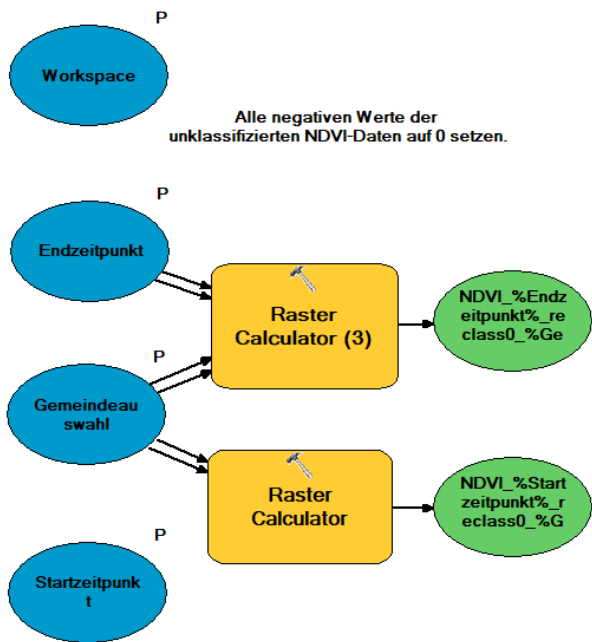 P
Workspace
Alle negativen Werte der
unklassifizierten NDVI-Daten auf 0 setzen.
P
Endzeitpunkt
Raster
Calculator (3)
NDVI_%Endz
eitpunkt%_re
class0_%Ge
P
Gemeindeau
swahl
Raster
Calculator
NDVI_%Start
zeitpunkt%_r
eclass0_%G
P
Startzeitpunk
t